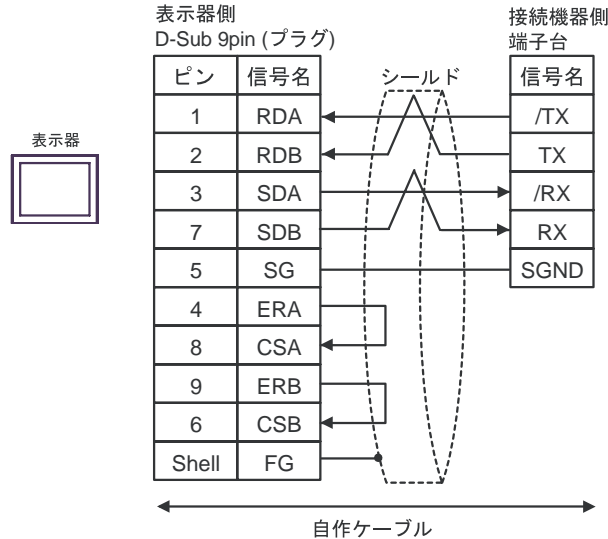 表示器側
D-Sub 9pin (プラグ)
接続機器側
端子台
表示器
シールド
ピン 信号名 信号名
1 RDA /TX
2 RDB TX
3 SDA /RX
7 SDB RX
5 SG SGND
4 ERA
8 CSA
9 ERB
6 CSB
Shell FG
自作ケーブル